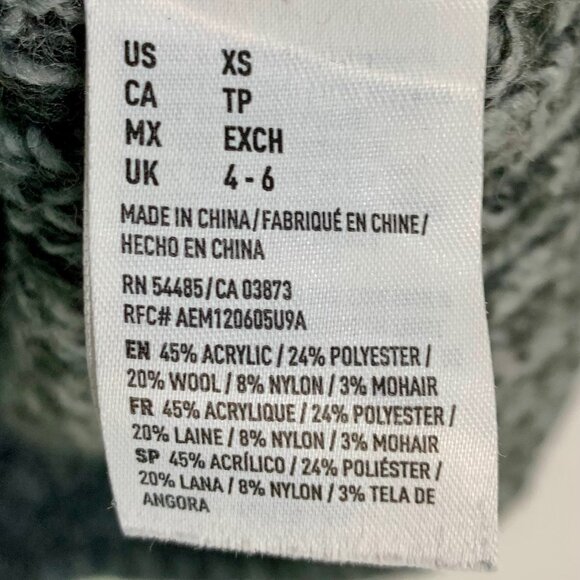 US XS
CA TP
MX EXCH
UK 4 - 6
MADE IN CHINA/FABRIQUÉ EN CHINE/
HECHO EN CHINA
RN 54485/CA 03873
RFC# AEM120605U9A
EN 45% ACRYLIC / 24% POLYESTER /
20% WOOL / 8% NYLON / 3% MOHAIR
FR 45% ACRYLIQUE / 24% POLYESTER /
20% LAINE / 8% NYLON / 3% MOHAIR
SP 45% ACRÍLICO / 24% POLIÉSTER /
20% LANA / 8% NYLON / 3% TELA DE
ANGORA